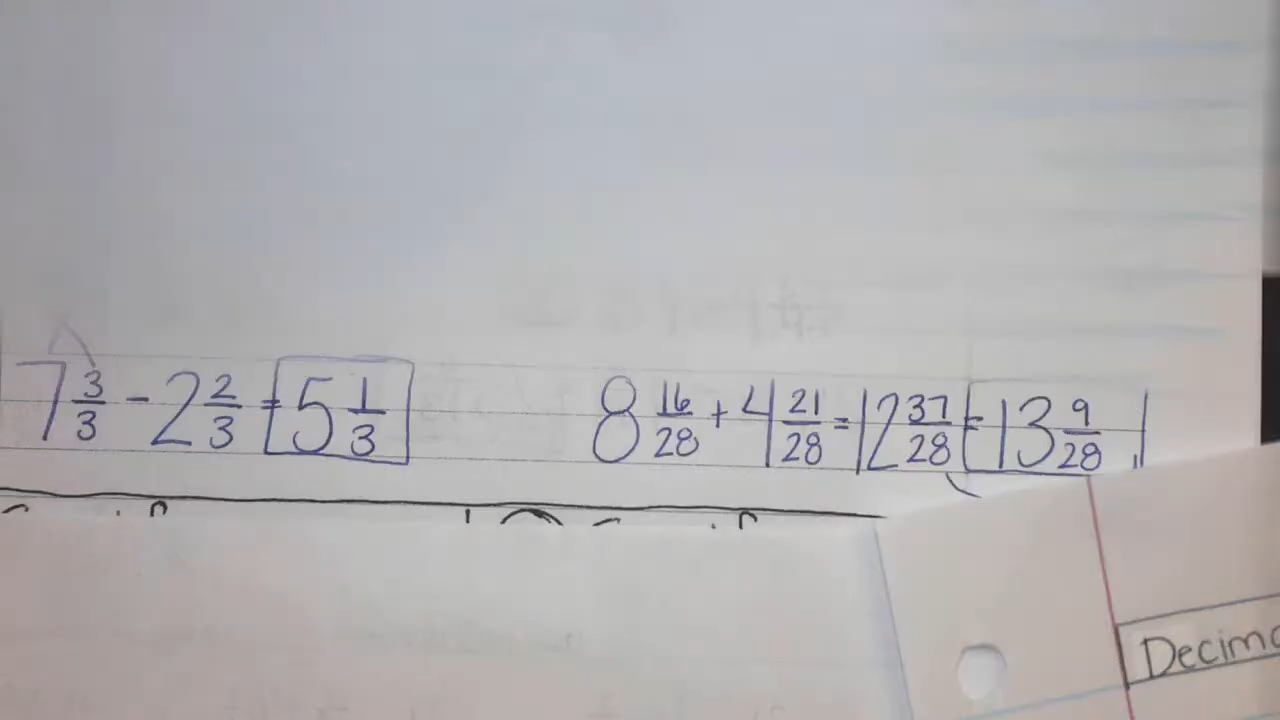 7 3/3 - 2 2/3 = 5 1/3
8 16/28 + 4 21/28 = 12 37/28 = 13 9/28